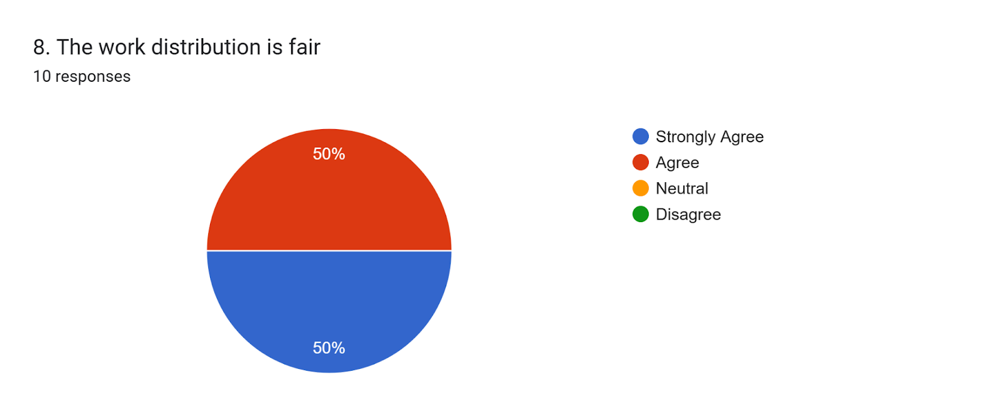 8. The work distribution is fair
10 responses
50%
50%
Strongly Agree
Agree
Neutral
Disagree